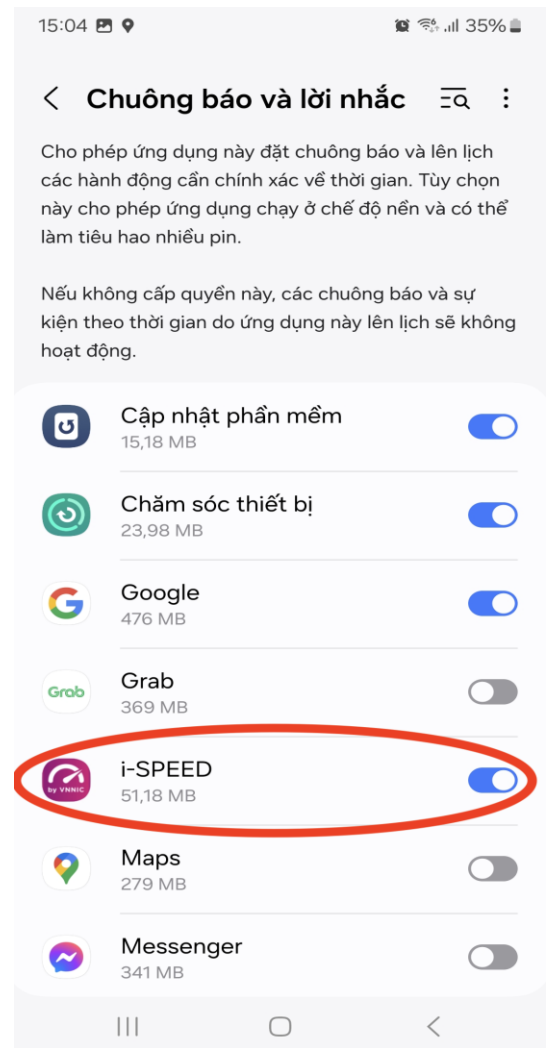 15:04 35%
Chuông báo và lời nhắc
Cho phép ứng dụng này đặt chuông báo và lên lịch
các hành động cần chính xác về thời gian. Tùy chọn
này cho phép ứng dụng chạy ở chế độ nền và có thể
làm tiêu hao nhiều pin.
Nếu không cấp quyền này, các chuông báo và sự
kiện theo thời gian do ứng dụng này lên lịch sẽ không
hoạt động.
Cập nhật phần mềm
15,18 MB
Chăm sóc thiết bị
23,98 MB
Google
476 MB
Grab
Grab
369 MB
i-SPEED
by VNNIC
51,18 MB
Maps
279 MB
Messenger
341 MB